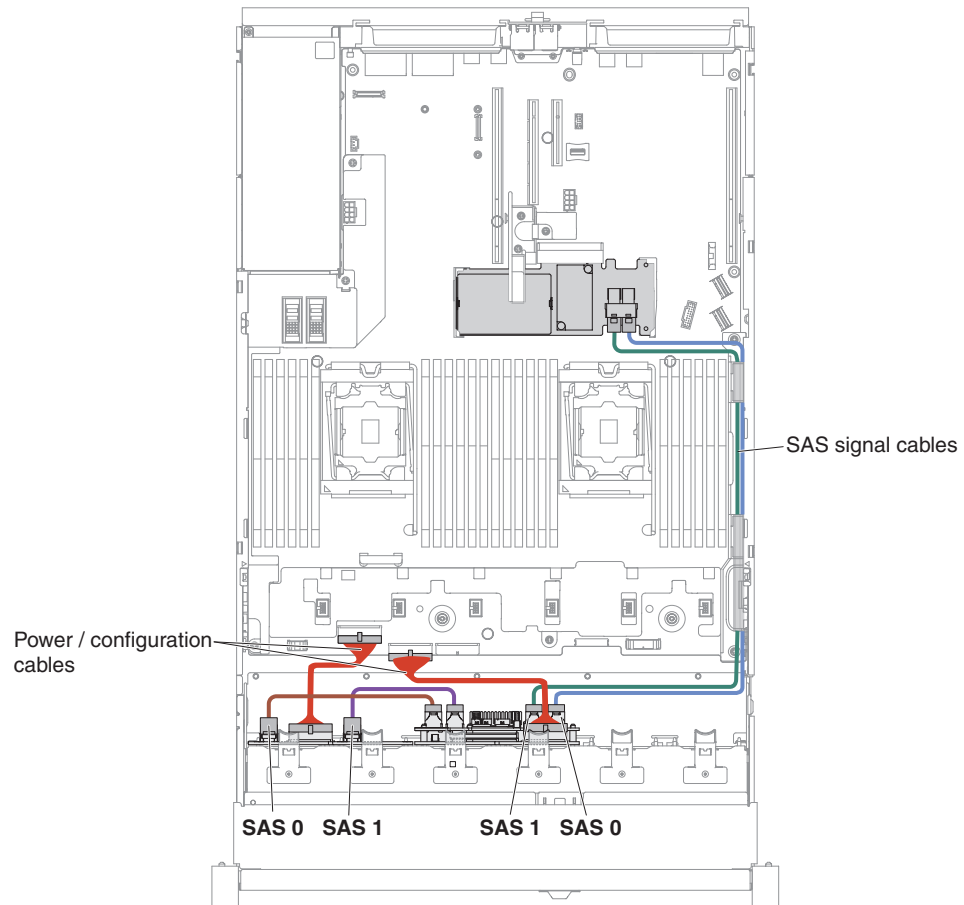 SAS signal cables
Power / configuration
cables
SAS 0
SAS 1
SAS 1
SAS 0